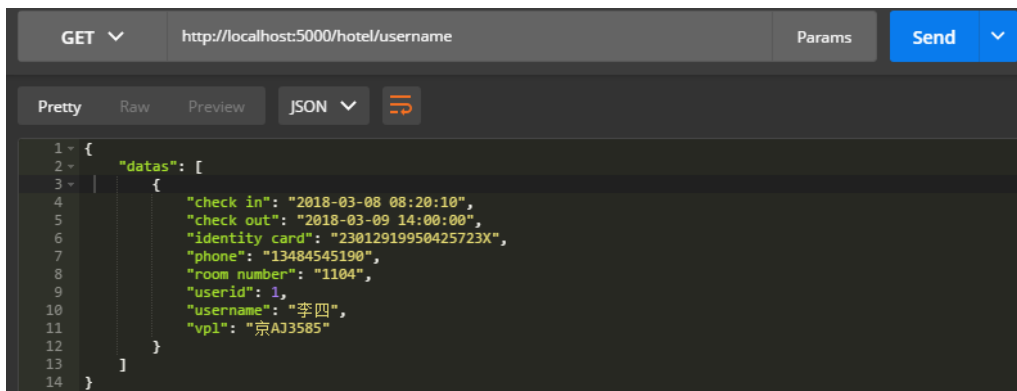 GET http://localhost:5000/hotel/username Params Send
Pretty Raw Preview JSON
1 {
2 "datas": [
3 {
4 "check in": "2018-03-08 08:20:10",
5 "check out": "2018-03-09 14:00:00",
6 "identity card": "23012919950425723X",
7 "phone": "13484545190",
8 "room number": "1104",
9 "userid": 1,
10 "username": "李四",
11 "vpl": "京AJ3585"
12 }
13 ]
14 }